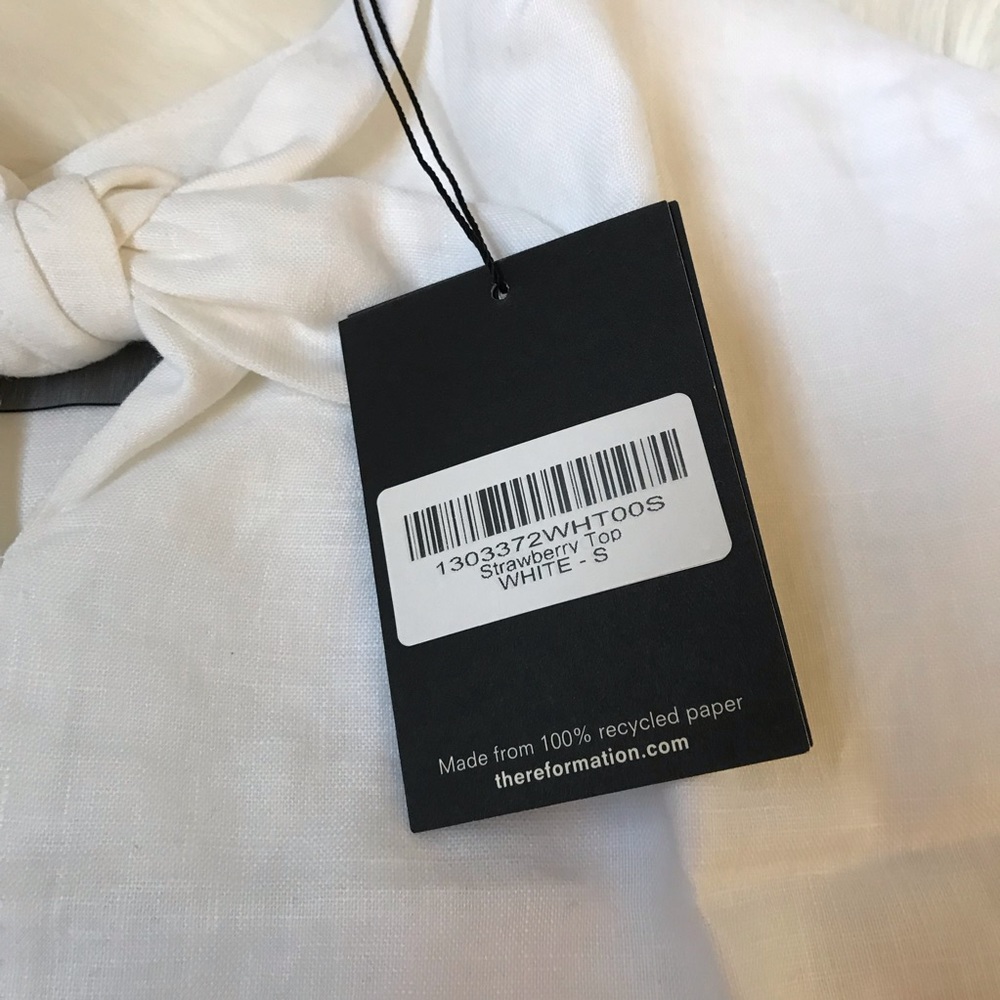 1303372WHT00S
Strawberry Top
WHITE - S
Made from 100% recycled paper
thereformation.com